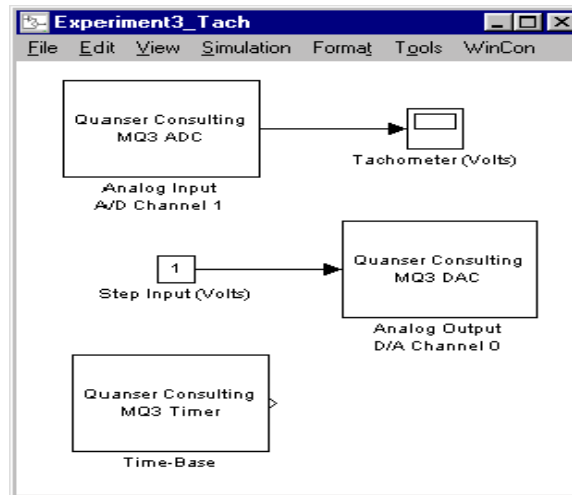 Experiment3_Tach
File Edit View Simulation Format Tools WinCon
Quanser Consulting
MQ3 ADC
Analog Input
A/D Channel 1
Tachometer (Volts)
1
Step Input (Volts)
Quanser Consulting
MQ3 DAC
Analog Output
D/A Channel 0
Quanser Consulting
MQ3 Timer
Time-Base